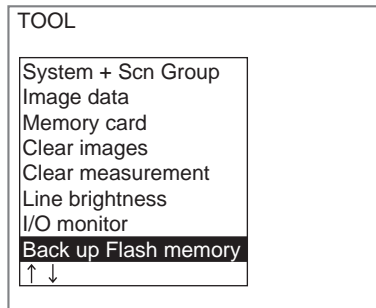 TOOL
System + Scn Group
Image data
Memory card
Clear images
Clear measurement
Line brightness
I/O monitor
Back up Flash memory
↑ ↓